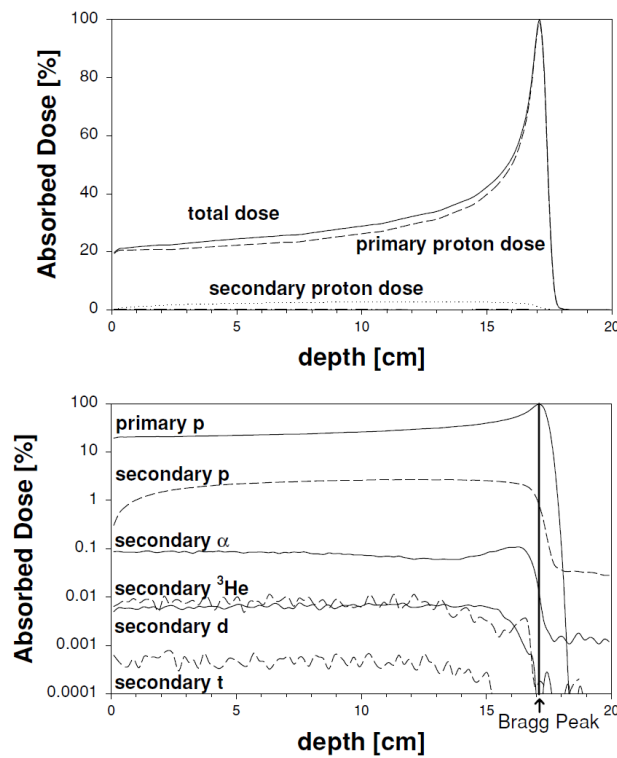 Absorbed Dose [%]
100
80
60
40
20
0
total dose
primary proton dose
secondary proton dose
0 5 10 15 20
depth [cm]
Absorbed Dose [%]
100
10
1
0.1
0.01
0.001
0.0001
primary p
secondary p
secondary α
secondary ³He
secondary d
secondary t
0 5 10 15 20
Bragg Peak
depth [cm]